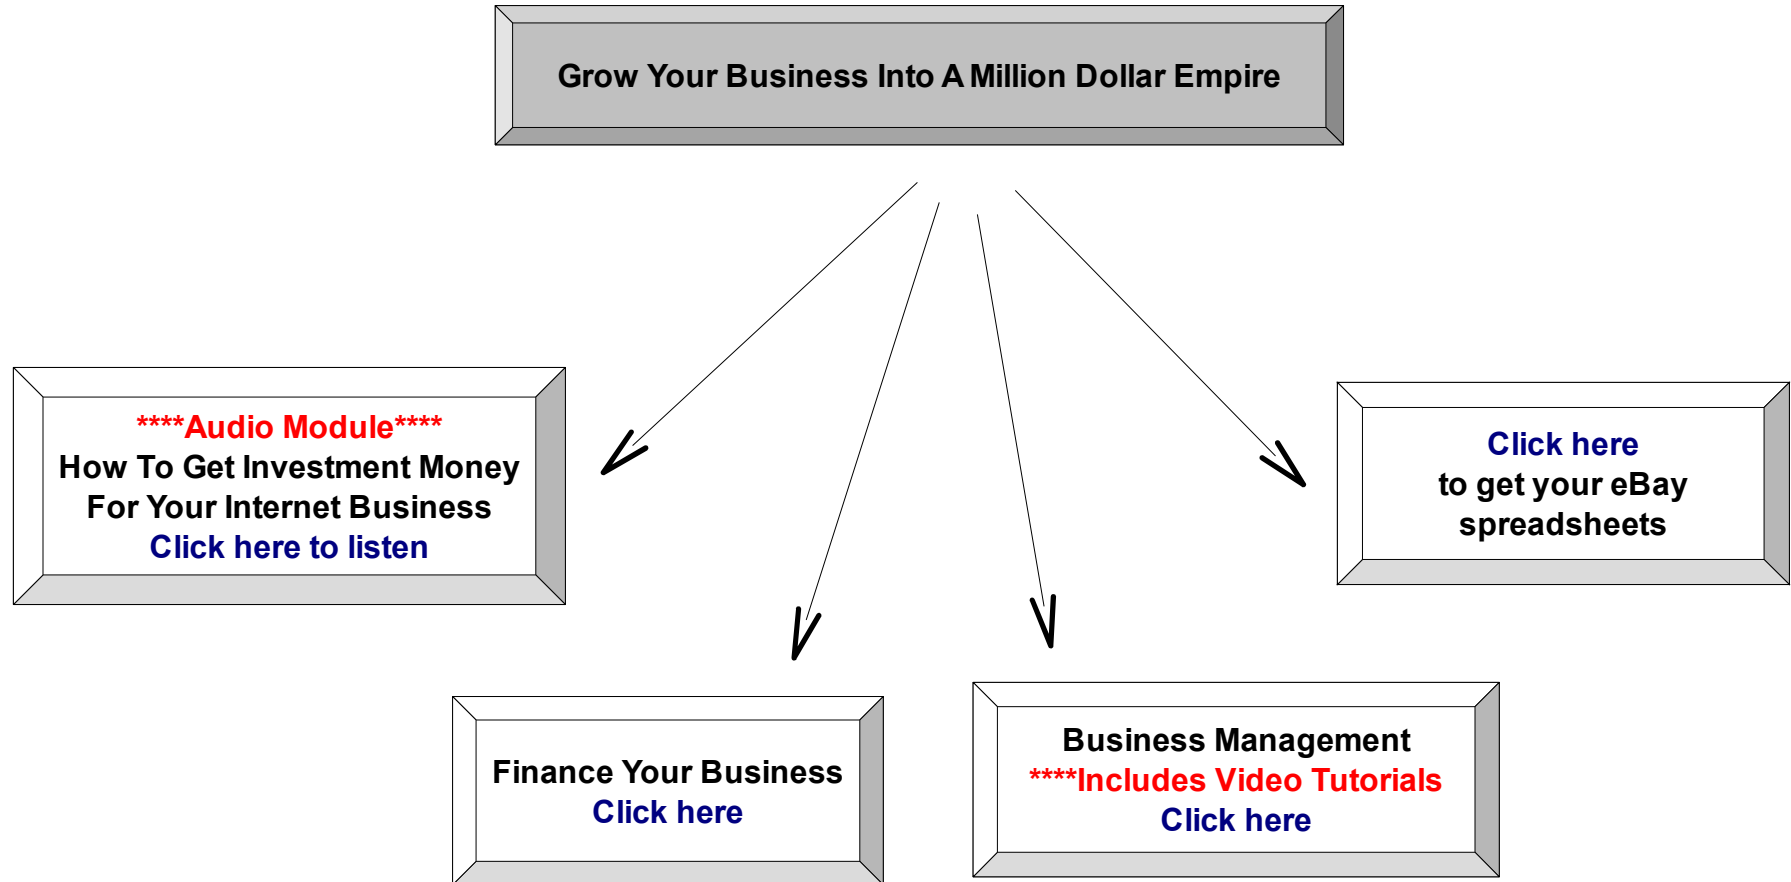 Grow Your Business Into A Million Dollar Empire
****Audio Module****
How To Get Investment Money
For Your Internet Business
Click here to listen
Click here
to get your eBay
spreadsheets
Finance Your Business
Click here
Business Management
****Includes Video Tutorials
Click here